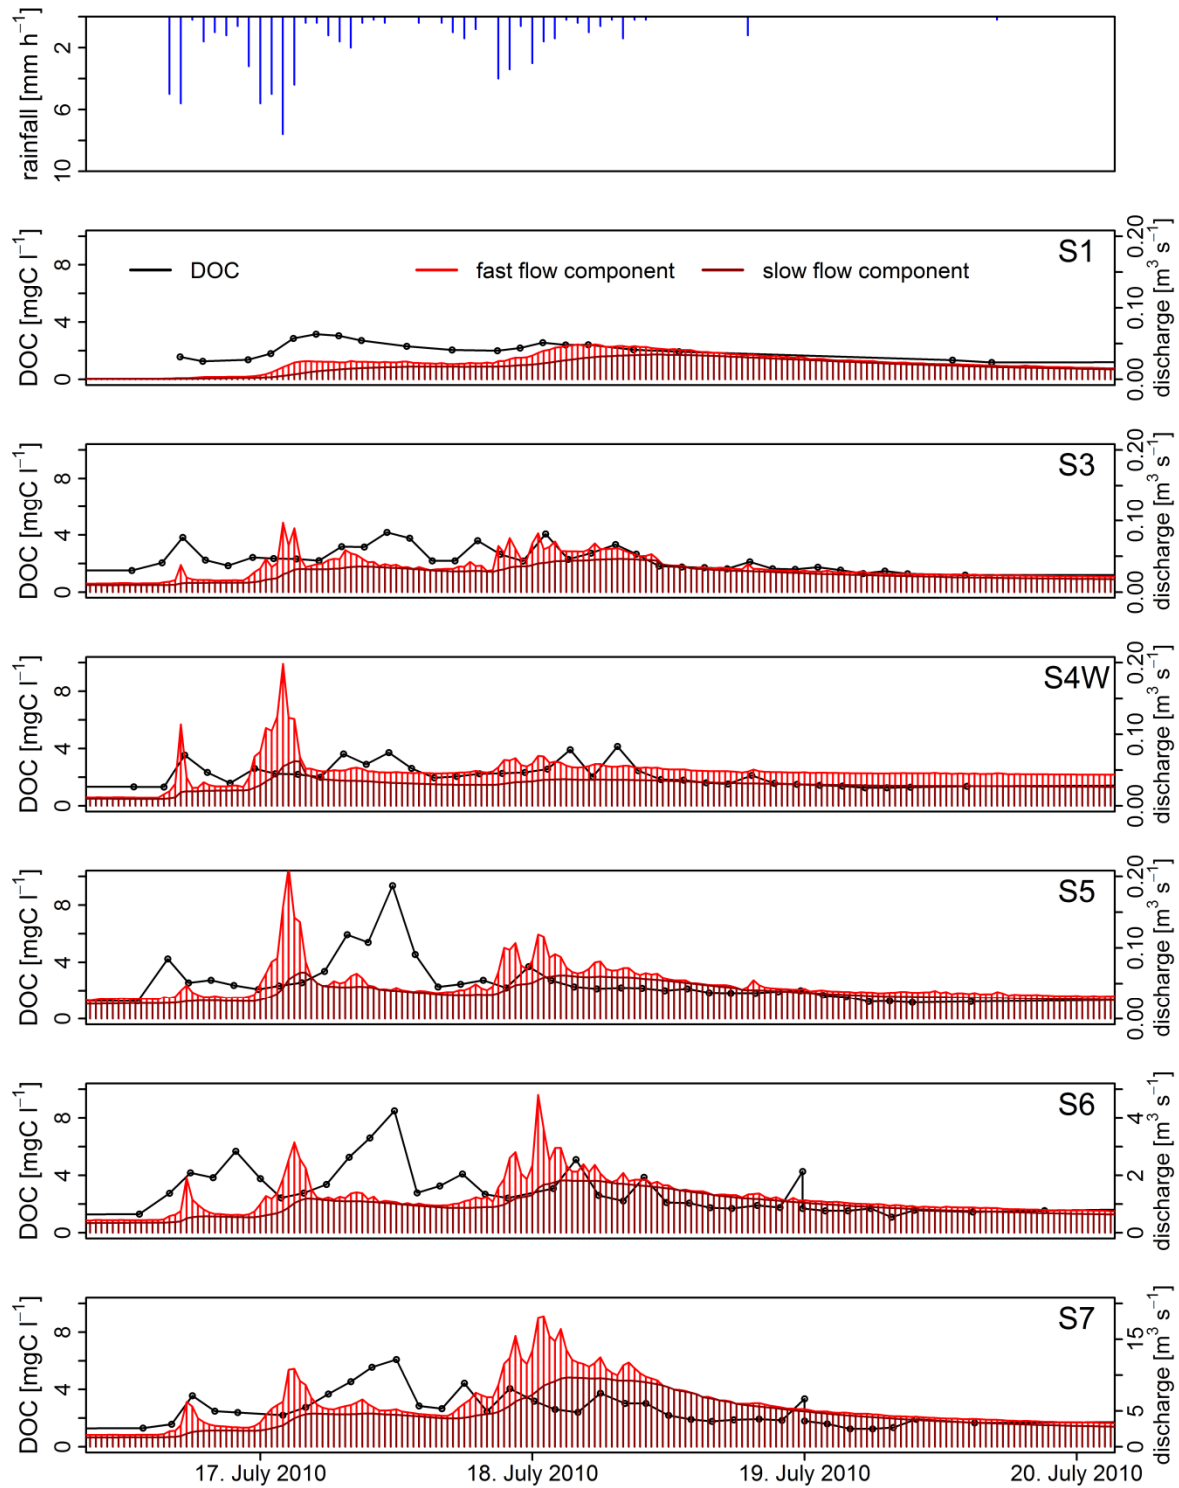 rainfall [mm h⁻¹]
2
6
10
S1
DOC [mgC l⁻¹]
0 4 8
DOC
fast flow component
slow flow component
0.00 0.10 0.20
discharge [m³ s⁻¹]
S3
DOC [mgC l⁻¹]
0 4 8
0.00 0.10 0.20
discharge [m³ s⁻¹]
S4W
DOC [mgC l⁻¹]
0 4 8
0.00 0.10 0.20
discharge [m³ s⁻¹]
S5
DOC [mgC l⁻¹]
0 4 8
0.00 0.10 0.20
discharge [m³ s⁻¹]
S6
DOC [mgC l⁻¹]
0 4 8
0 2 4
discharge [m³ s⁻¹]
S7
DOC [mgC l⁻¹]
0 4 8
0 5 15
discharge [m³ s⁻¹]
17. July 2010 18. July 2010 19. July 2010 20. July 2010